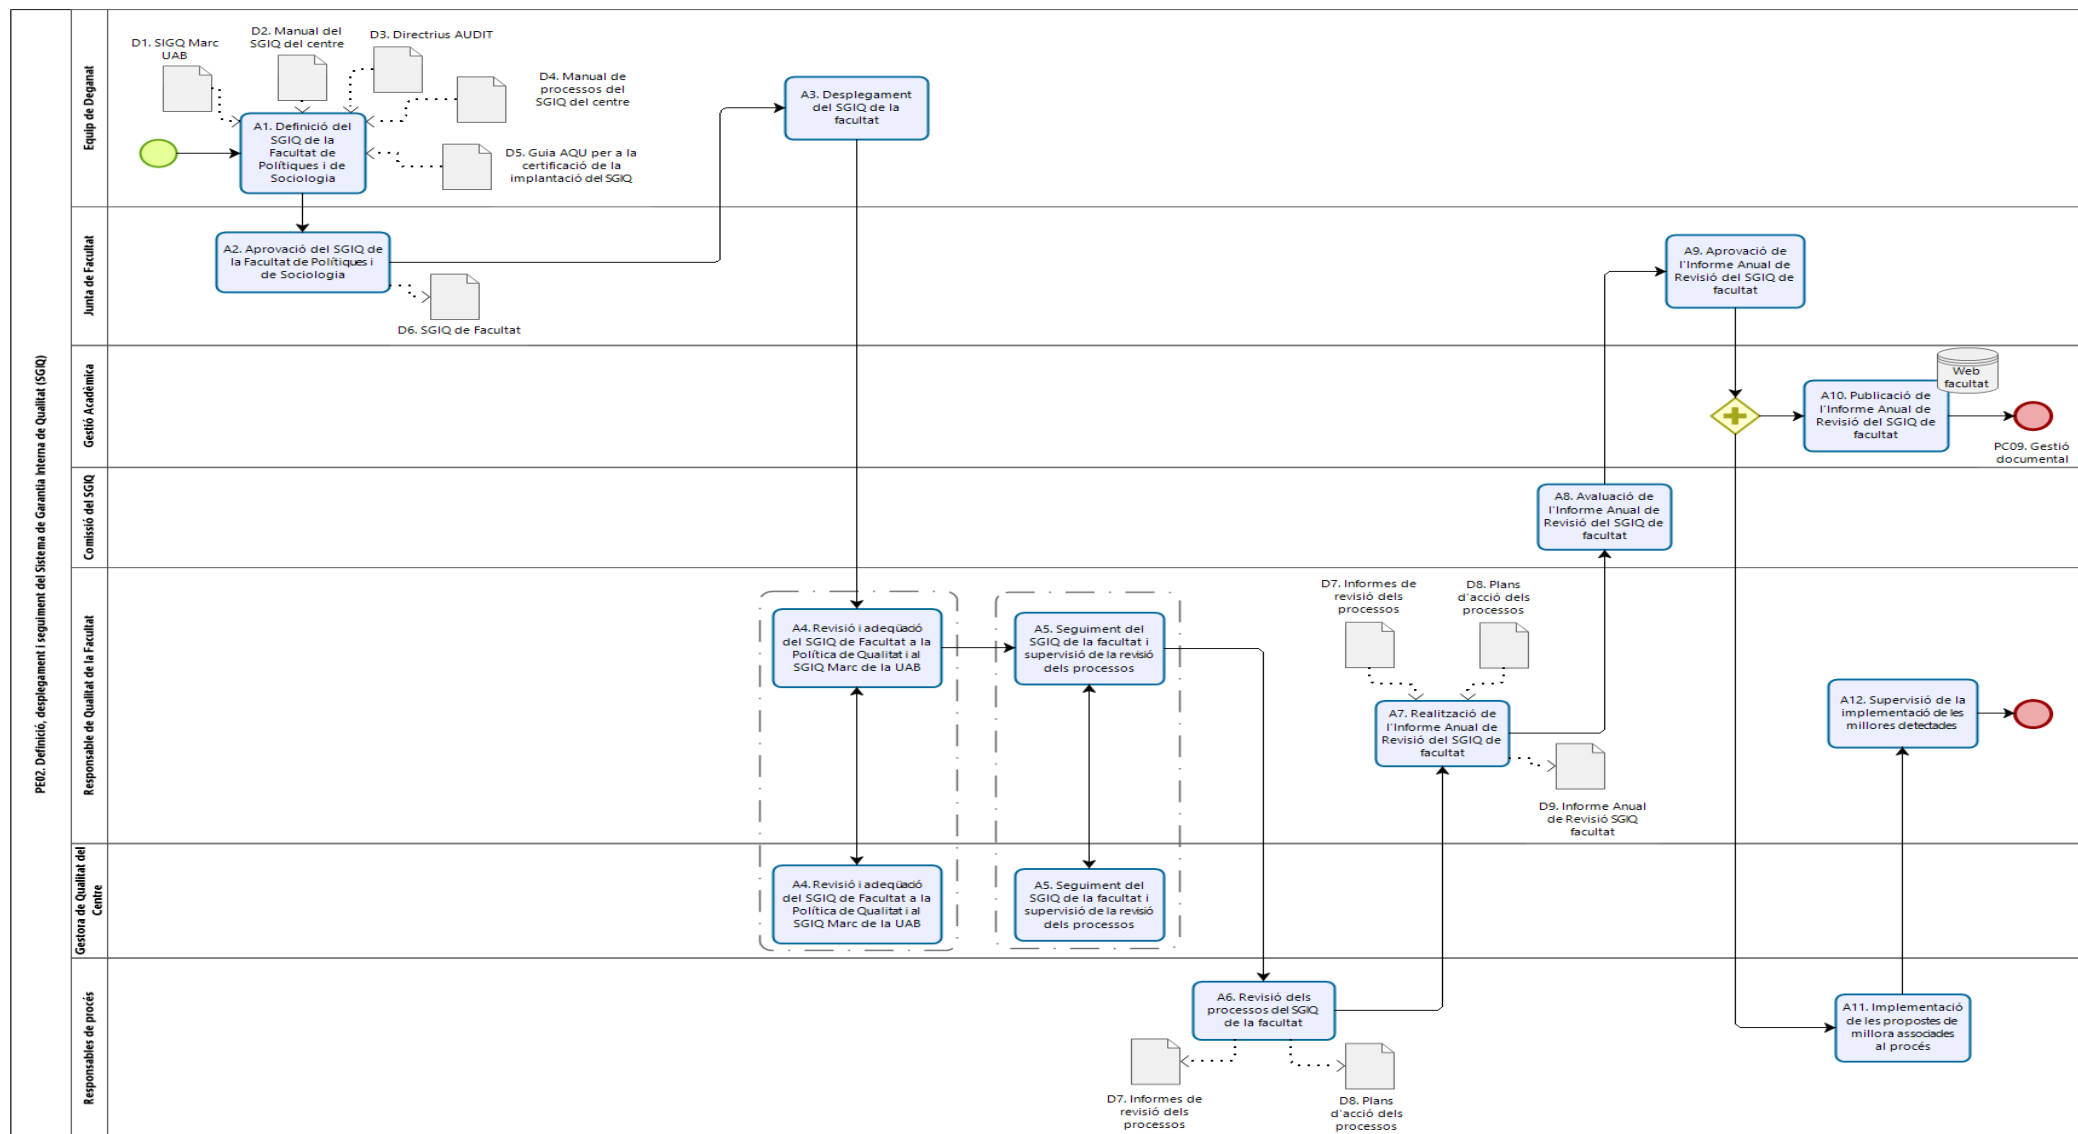 PE02. Definició, desplegament i seguiment del Sistema de Garantia Interna de Qualitat (SGIQ)
Equip de Deganat
D1. SIGQ Marc
UAB
D2. Manual del
SGIQ del centre
D3. Directrius AUDIT
D4. Manual de
processos del
SGIQ del centre
D5. Guia AQU per a la
certificació de la
implantació del SGIQ
A1. Definició del
SGIQ de la
Facultat de
Polítiques i de
Sociologia
A3. Desplegament
del SGIQ de la
facultat
Junta de Facultat
A2. Aprovació del SGIQ de
la Facultat de Polítiques i
de Sociologia
D6. SGIQ de Facultat
A9. Aprovació de
l'Informe Anual de
Revisió del SGIQ de
facultat
Gestió Acadèmica
A10. Publicació de
l'Informe Anual de
Revisió del SGIQ de
facultat
Web
facultat
PC09. Gestió
documental
Comissió del SGIQ
A8. Avaluació de
l'Informe Anual de
Revisió del SGIQ de
facultat
Responsable de Qualitat de la Facultat
A4. Revisió i adeqüació
del SGIQ de Facultat a la
Política de Qualitat i al
SGIQ Marc de la UAB
A5. Seguiment del
SGIQ de la facultat i
supervisió de la revisió
dels processos
D7. Informes de
revisió dels
processos
D8. Plans
d'acció dels
processos
A7. Realització de
l'Informe Anual de
Revisió del SGIQ de
facultat
D9. Informe Anual
de Revisió SGIQ
facultat
A12. Supervisió de la
implementació de les
millores detectades
Gestora de Qualitat del
Centre
A4. Revisió i adeqüació
del SGIQ de Facultat a la
Política de Qualitat i al
SGIQ Marc de la UAB
A5. Seguiment del
SGIQ de la facultat i
supervisió de la revisió
dels processos
Responsables de procés
A6. Revisió dels
processos del SGIQ
de la facultat
D7. Informes de
revisió dels
processos
D8. Plans
d'acció dels
processos
A11. Implementació
de les propostes de
millora associades
al procés